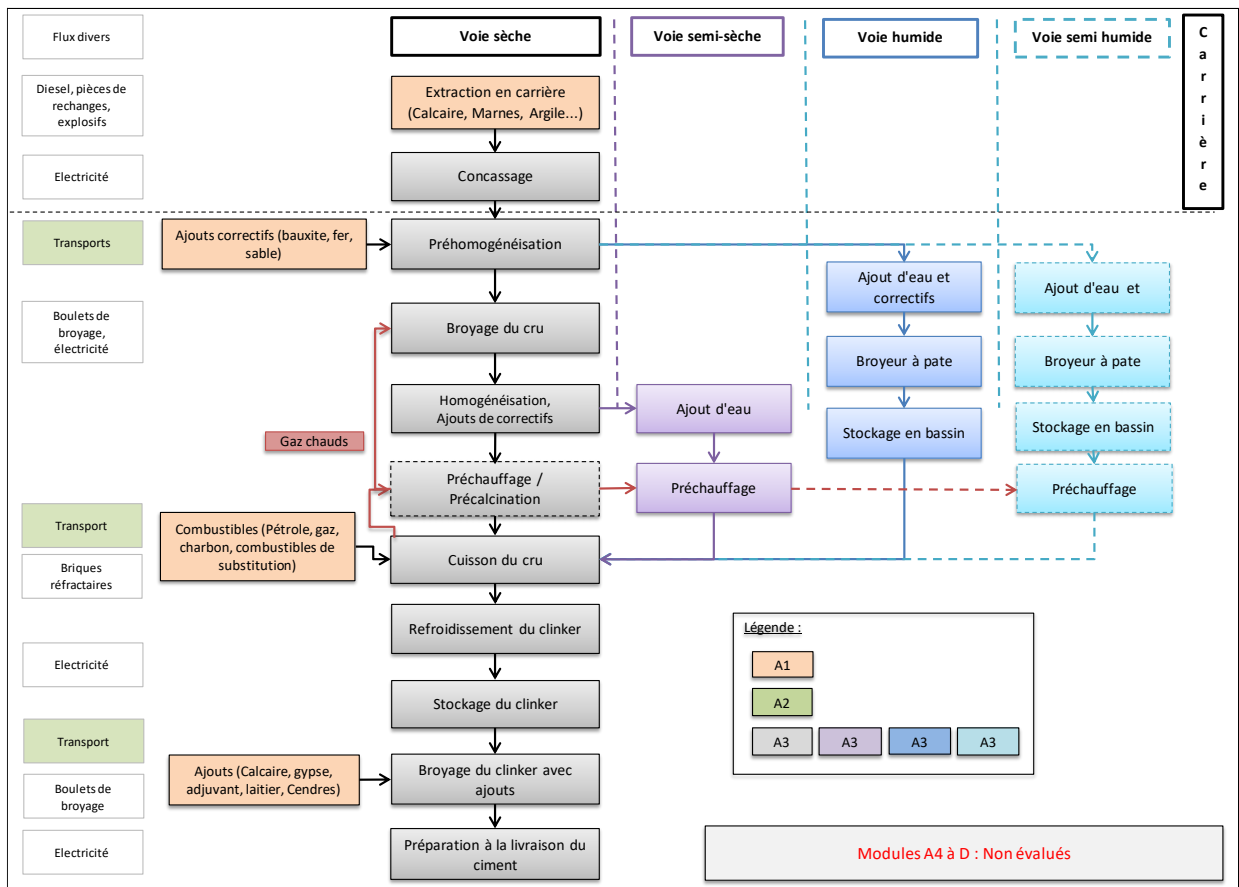 Flux divers
Voie sèche
Voie semi-sèche
Voie humide
Voie semi humide
Carrière
Diesel, pièces de
rechanges,
explosifs
Extraction en carrière
(Calcaire, Marnes, Argile...)
Electricité
Concassage
Transports
Ajouts correctifs (bauxite, fer,
sable)
Préhomogénéisation
Ajout d'eau et
correctifs
Ajout d'eau et
Boulets de
broyage,
électricité
Broyage du cru
Broyeur à pate
Broyeur à pate
Homogénéisation,
Ajouts de correctifs
Ajout d'eau
Stockage en bassin
Stockage en bassin
Gaz chauds
Préchauffage /
Précalcination
Préchauffage
Préchauffage
Transport
Combustibles (Pétrole, gaz,
charbon, combustibles de
substitution)
Cuisson du cru
Briques
réfractaires
Refroidissement du clinker
Légende :
A1
A2
A3
A3
A3
A3
Electricité
Stockage du clinker
Transport
Ajouts (Calcaire, gypse,
adjuvant, laitier, Cendres)
Broyage du clinker avec
ajouts
Boulets de
broyage
Electricité
Préparation à la livraison du
ciment
Modules A4 à D : Non évalués